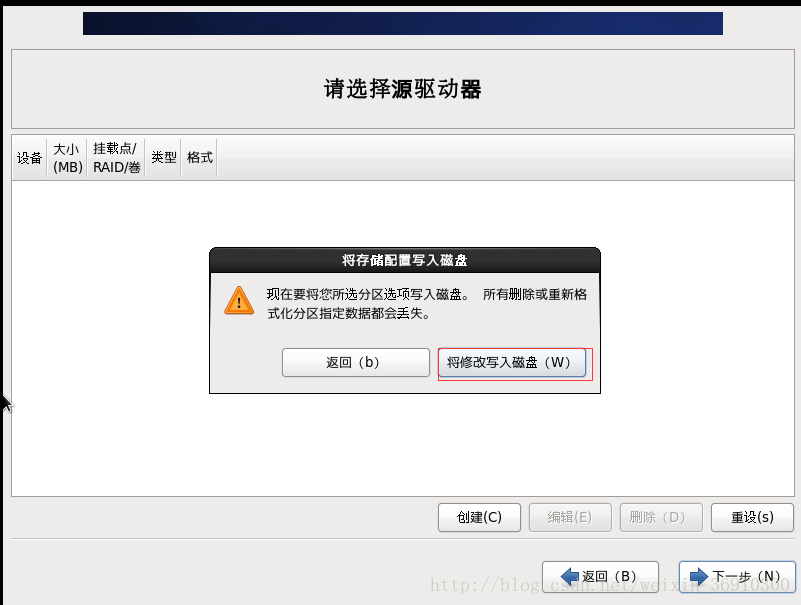 请选择源驱动器
设备
大小
(MB)
挂载点/
RAID/卷
类型
格式
将存储配置写入磁盘
现在要将您所选分区选项写入磁盘。 所有删除或重新格
式化分区指定数据都会丢失。
返回（b）
将修改写入磁盘（W）
创建(C)
编辑(E)
删除（D）
重设(s)
返回（B）
下一步（N）
http://blog.csdn.net/weixin_36910300